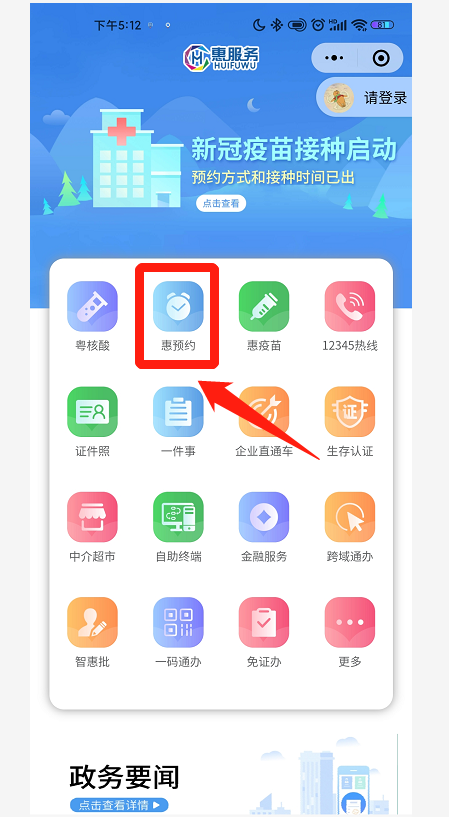 下午5:12
HD
81
惠服务
HUIFUWU
请登录
新冠疫苗接种启动
预约方式和接种时间已出
点击查看
粤核酸
惠预约
惠疫苗
12345热线
证件照
一件事
企业直通车
证
生存认证
中介超市
自助终端
金融服务
跨域通办
智惠批
一码通办
免证办
更多
政务要闻
点击查看详情